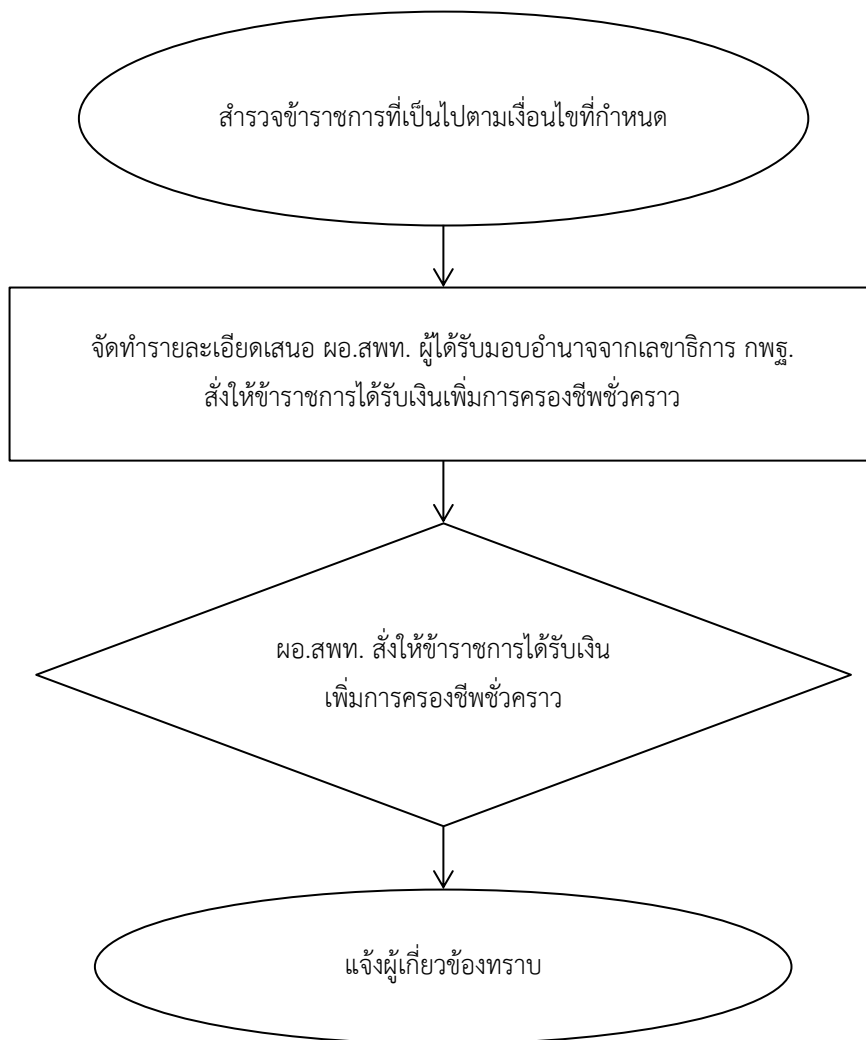 สำรวจข้าราชการที่เป็นไปตามเงื่อนไขที่กำหนด
จัดทำรายละเอียดเสนอ ผอ.สพท. ผู้ได้รับมอบอำนาจจากเลขาธิการ กพฐ.
สั่งให้ข้าราชการได้รับเงินเพิ่มการครองชีพชั่วคราว
ผอ.สพท. สั่งให้ข้าราชการได้รับเงิน
เพิ่มการครองชีพชั่วคราว
แจ้งผู้เกี่ยวข้องทราบ